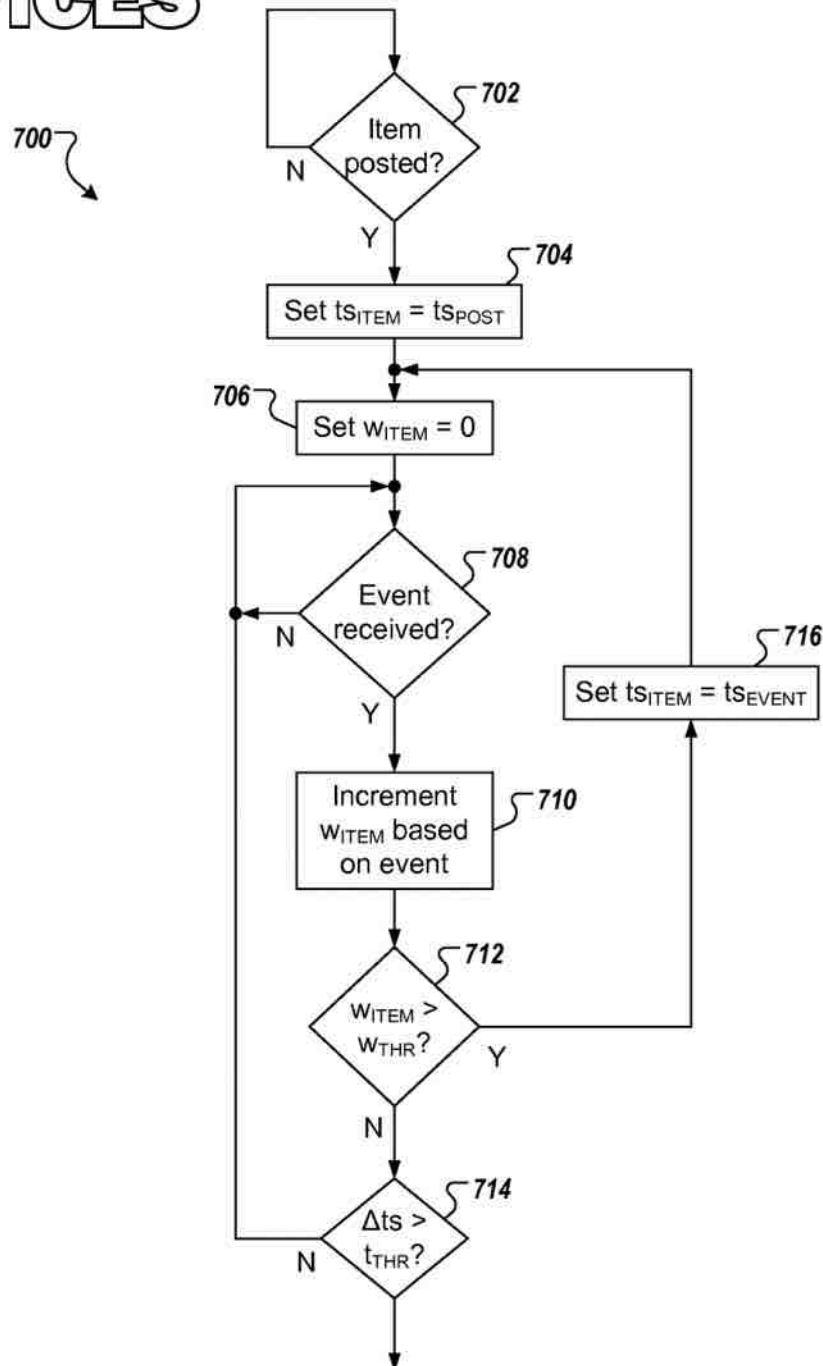 ICES
700
702
Item
posted?
N
Y
704
Set tsITEM = tsPOST
706
Set wITEM = 0
708
Event
received?
N
Y
716
Set tsITEM = tsEVENT
710
Increment
wITEM based
on event
712
wITEM >
wTHR?
Y
N
714
Δts >
tTHR?
N